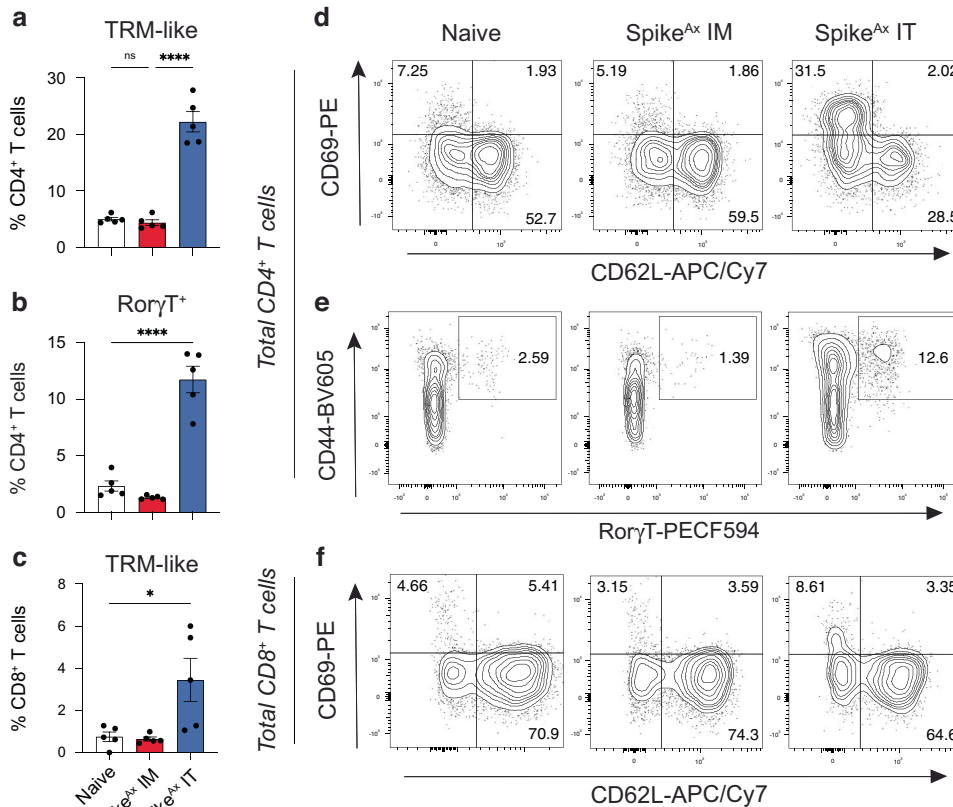 a
TRM-like
ns
****
30
20
10
0
% CD4⁺ T cells
b
RorγT⁺
****
15
10
5
0
% CD4⁺ T cells
c
TRM-like
*
8
6
4
2
0
% CD8⁺ T cells
Naive
SpikeᴬˣIM
Total CD4⁺ T cells
Total CD8⁺ T cells
d
Naive
Spikeᴬˣ IM
Spikeᴬˣ IT
CD69-PE
7.25
1.93
52.7
5.19
1.86
59.5
31.5
2.02
28.5
CD62L-APC/Cy7
e
CD44-BV605
2.59
1.39
12.6
RorγT-PECF594
f
CD69-PE
4.66
5.41
70.9
3.15
3.59
74.3
8.61
3.35
64.6
CD62L-APC/Cy7